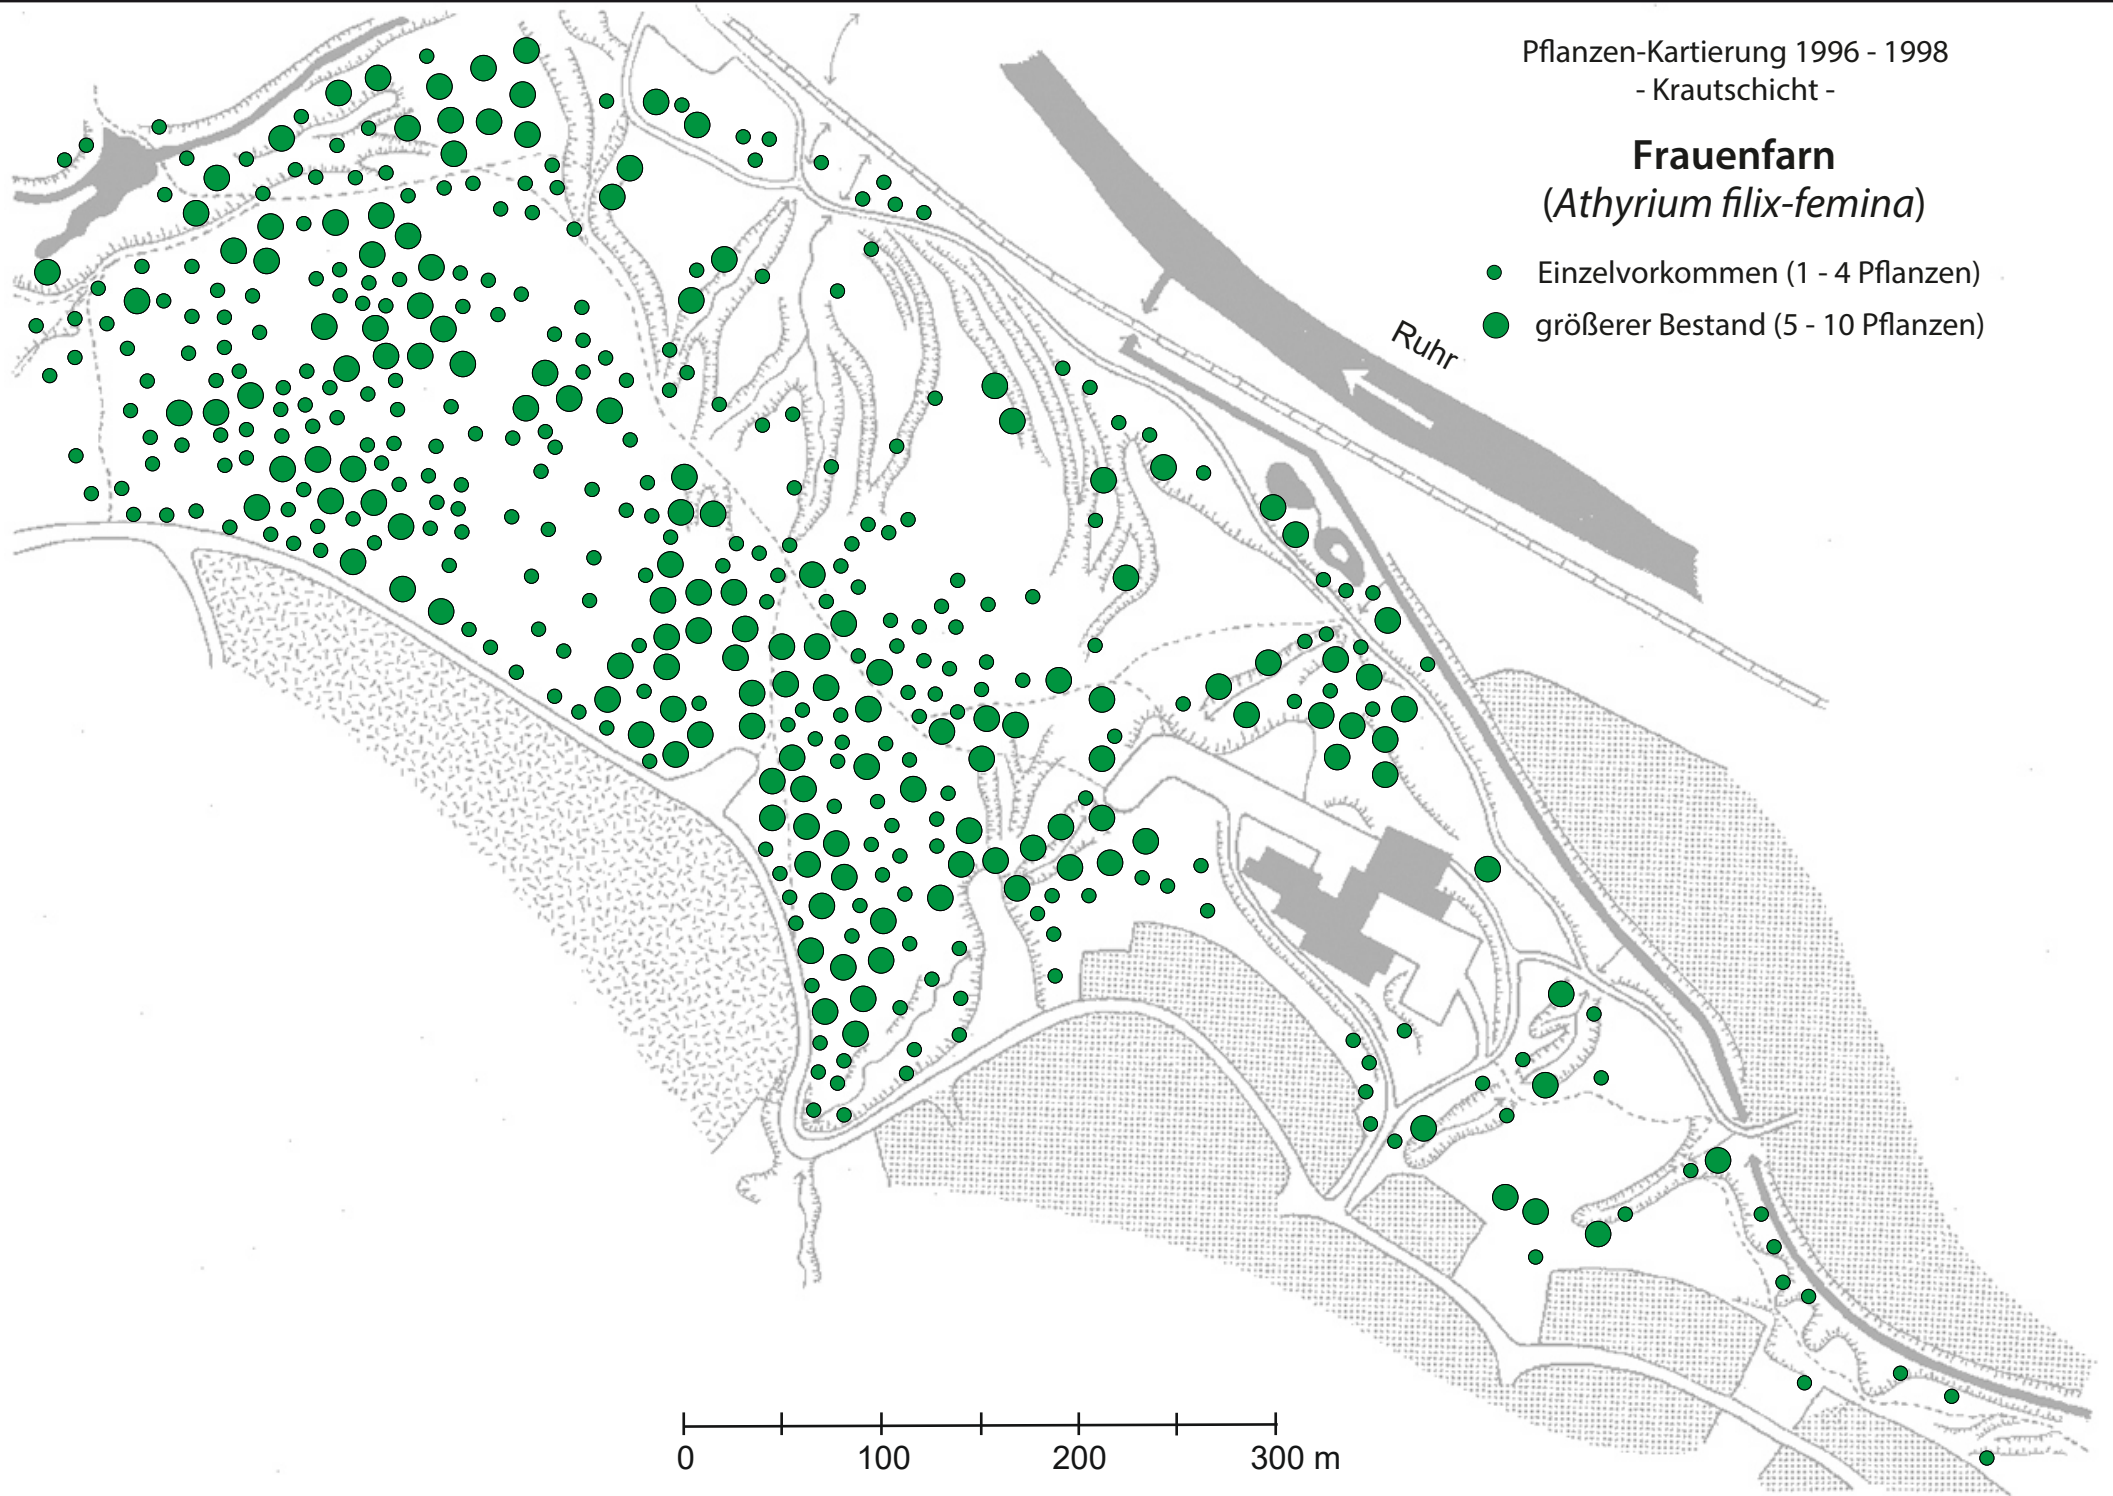 Pflanzen-Kartierung 1996 - 1998
- Krautschicht -
Frauenfarn
(Athyrium filix-femina)
Einzelvorkommen (1 - 4 Pflanzen)
größerer Bestand (5 - 10 Pflanzen)
Ruhr
0 100 200 300 m